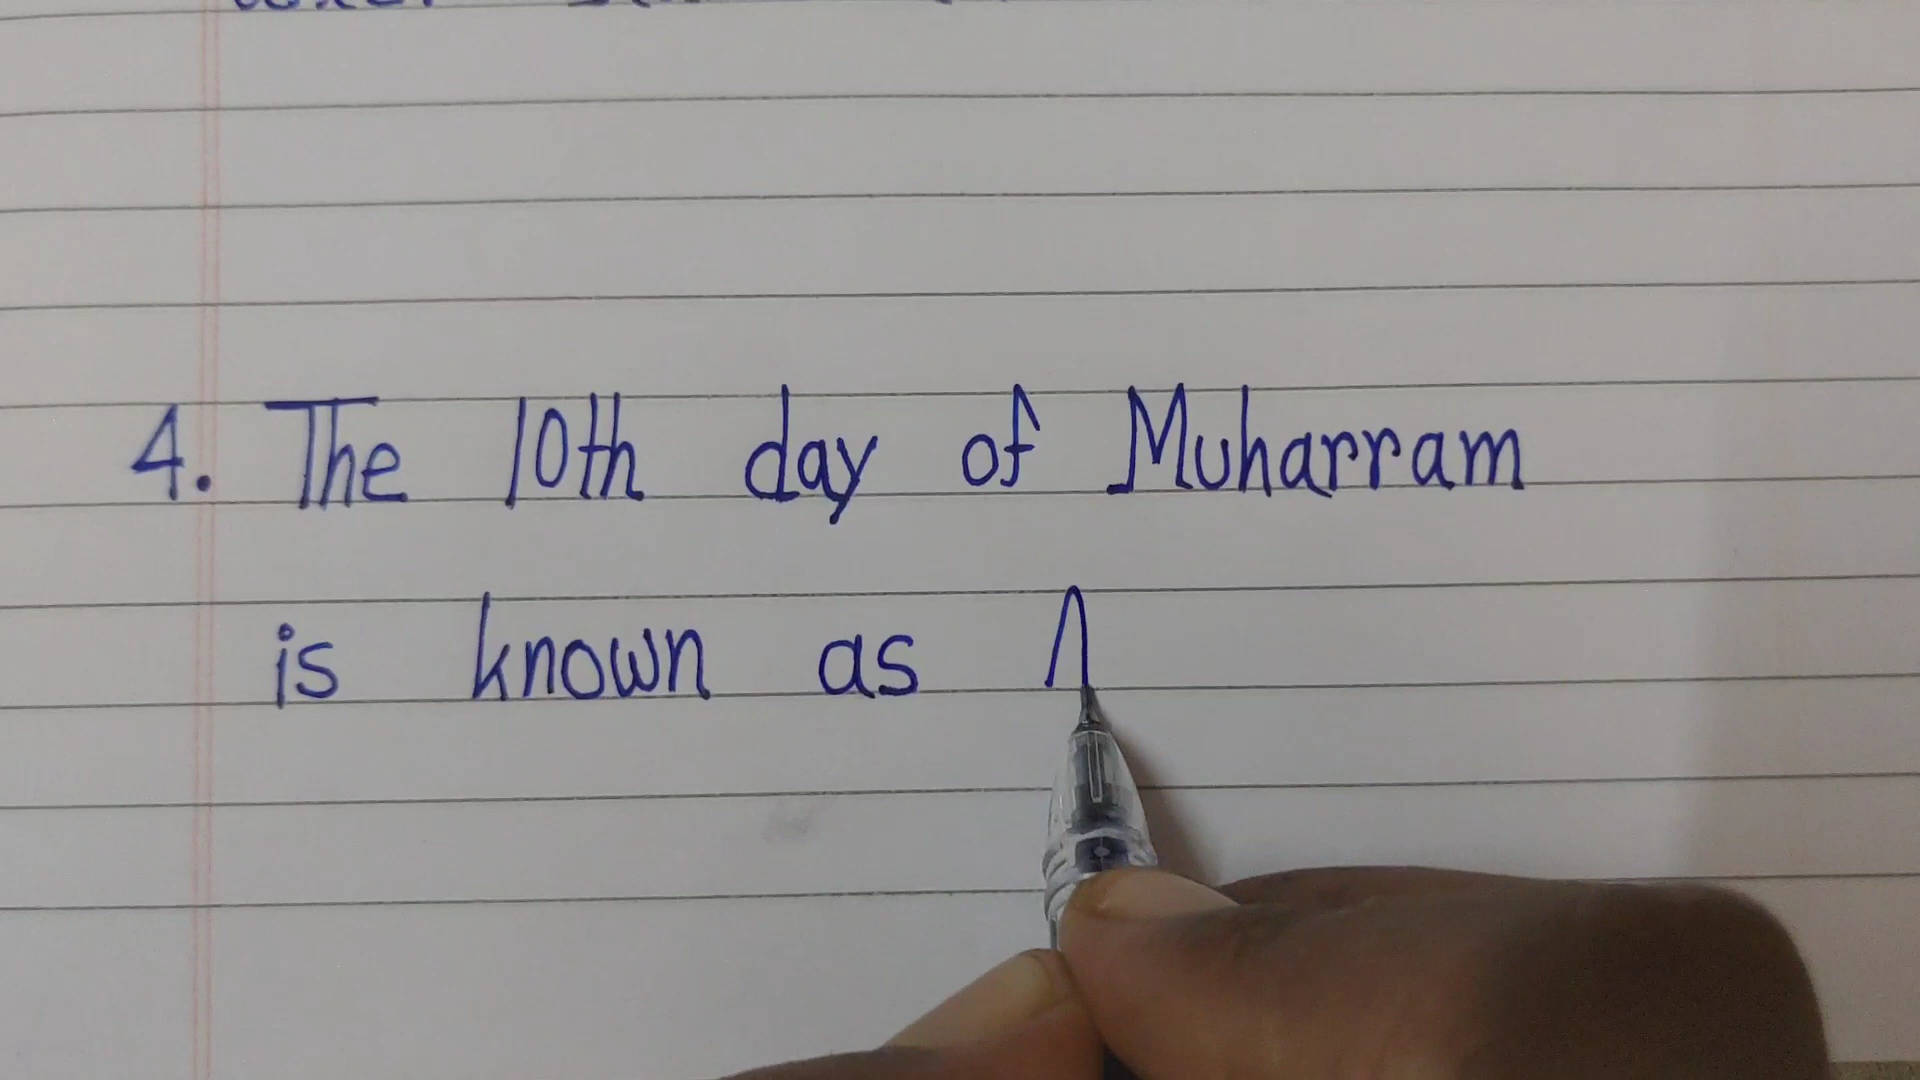 4. The 10th day of Muharram
is known as